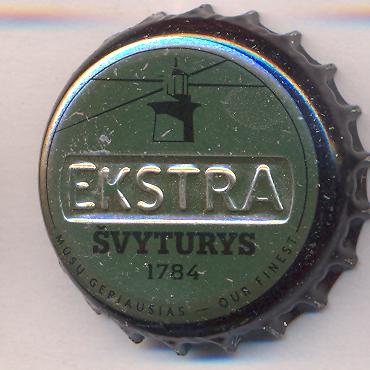 EKSTRA
ŠVYTURYS
1784
MŪSŲ GERIAUSIAS — OUR FINEST